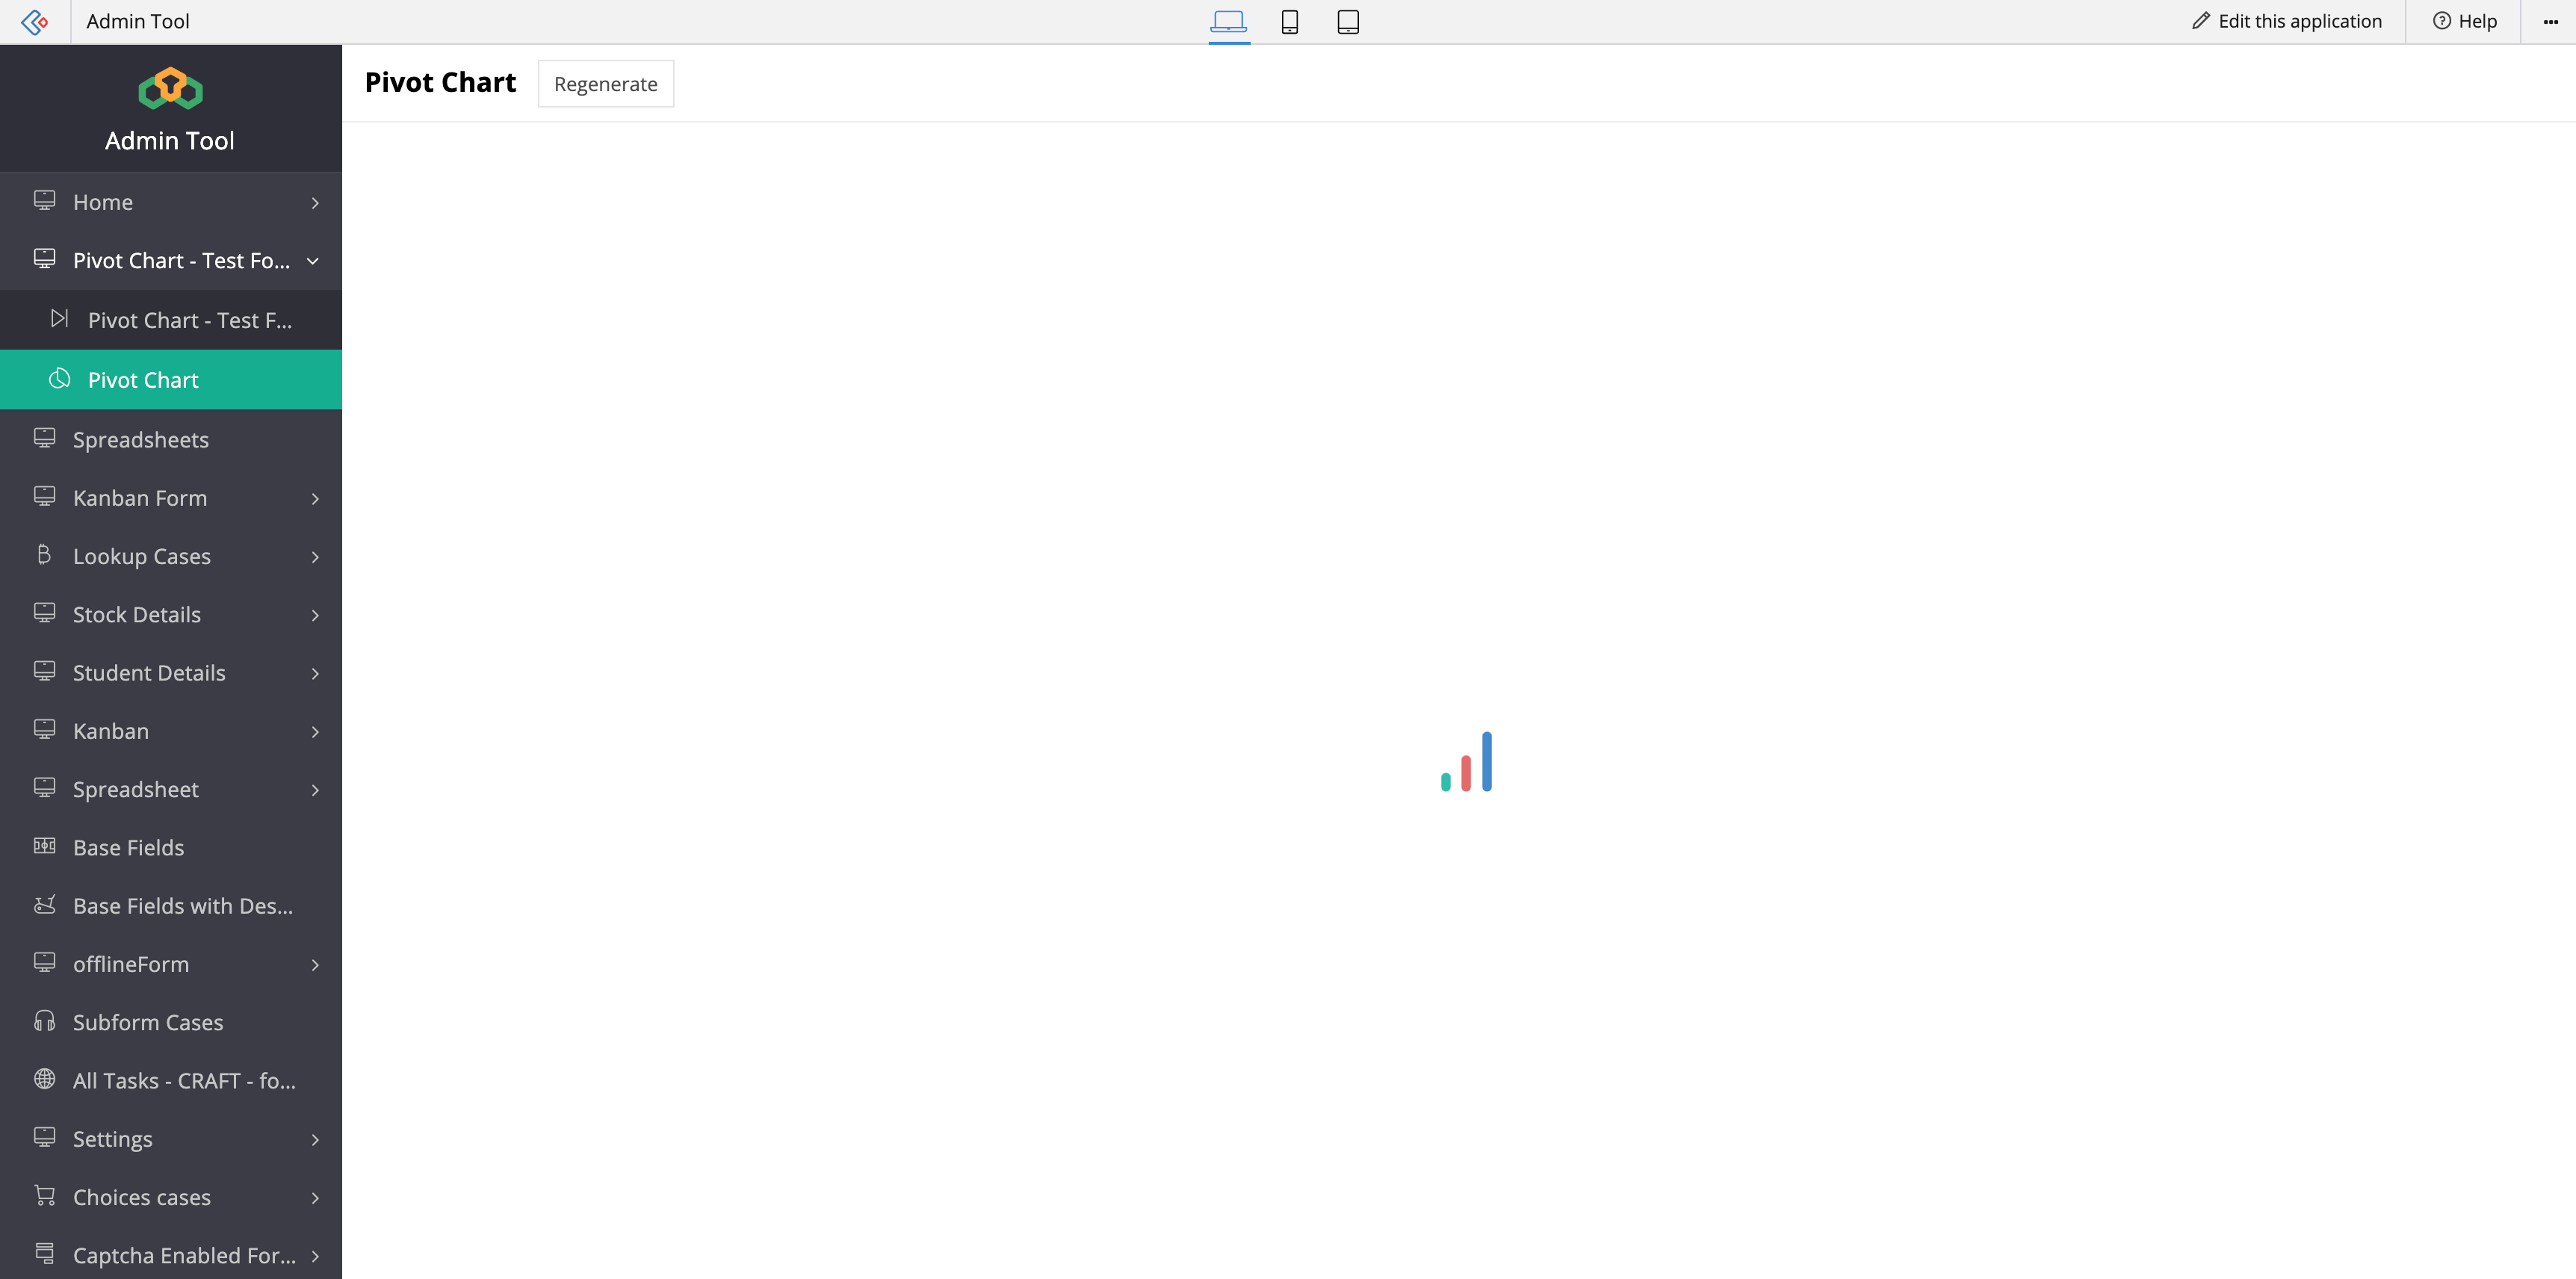 Admin Tool
Edit this application
Help
Admin Tool
Pivot Chart
Regenerate
Home
Pivot Chart - Test Fo...
Pivot Chart - Test F...
Pivot Chart
Spreadsheets
Kanban Form
Lookup Cases
Stock Details
Student Details
Kanban
Spreadsheet
Base Fields
Base Fields with Des...
offlineForm
Subform Cases
All Tasks - CRAFT - fo...
Settings
Choices cases
Captcha Enabled For...